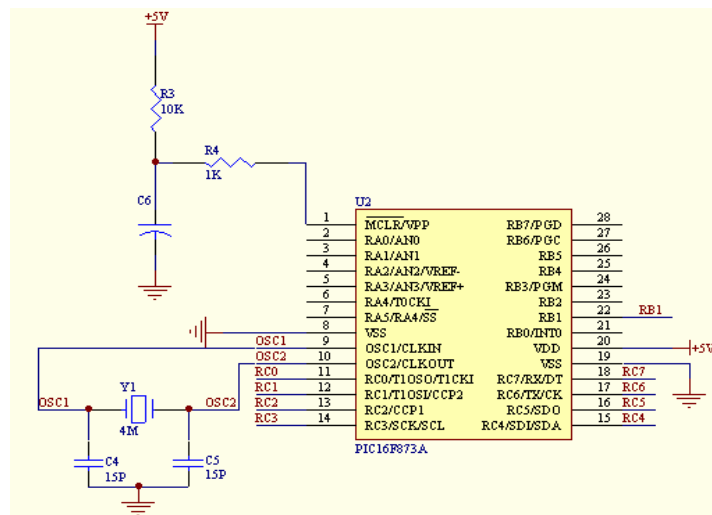 +5V
R3
10K
R4
1K
C6
U2
1 MCLR/VPP RB7/PGD 28
2 RA0/AN0 RB6/PGC 27
3 RA1/AN1 RB5 26
4 RA2/AN2/VREF- RB4 25
5 RA3/AN3/VREF+ RB3/PGM 24
6 RA4/T0CKI RB2 23
7 RA5/RA4/SS RB1 22 RB1
8 VSS RB0/INT0 21
OSC1 9 OSC1/CLKIN VDD 20 +5V
OSC2 10 OSC2/CLKOUT VSS 19
RC0 11 RC0/T1OSO/T1CKI RC7/RX/DT 18 RC7
RC1 12 RC1/T1OSI/CCP2 RC6/TX/CK 17 RC6
RC2 13 RC2/CCP1 RC5/SDO 16 RC5
RC3 14 RC3/SCK/SCL RC4/SDI/SDA 15 RC4
PIC16F873A
Y1
OSC1 OSC2
4M
C4
15P
C5
15P